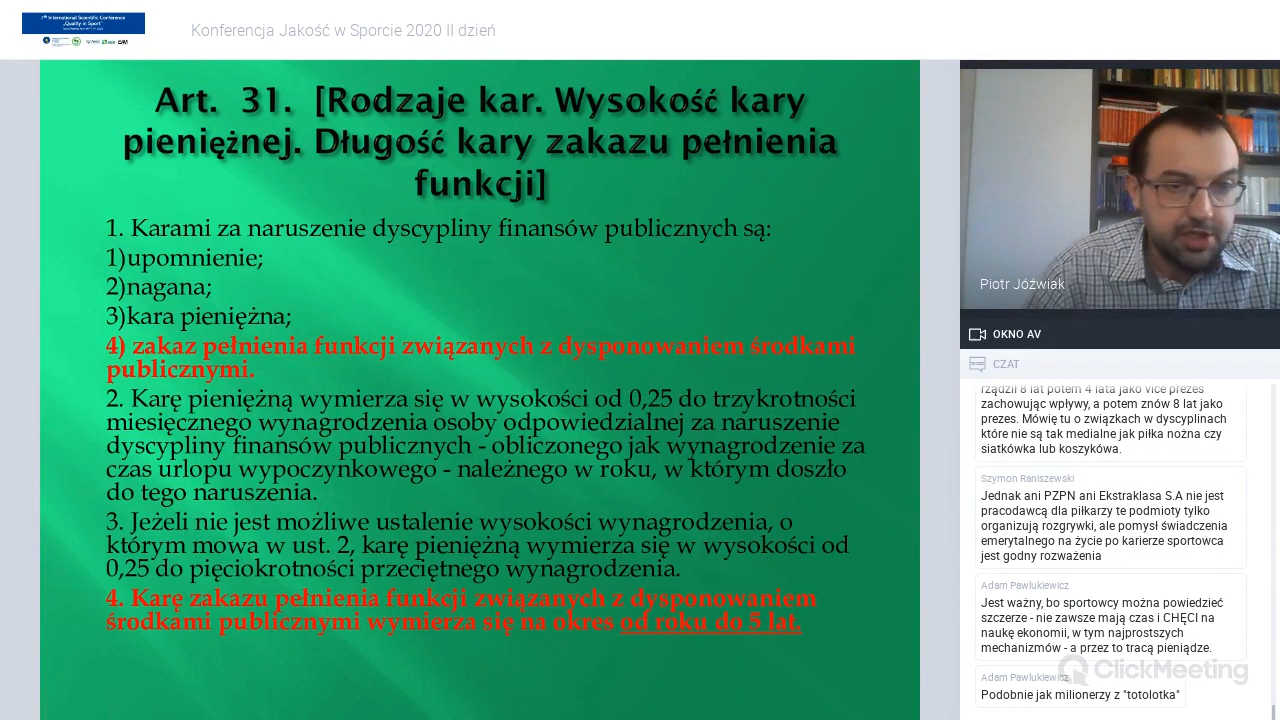 7th International Scientific Conference
„Quality in Sport"
Konferencja Jakość w Sporcie 2020 II dzień
Art. 31. [Rodzaje kar. Wysokość kary
pieniężnej. Długość kary zakazu pełnienia
funkcji]
1. Karami za naruszenie dyscypliny finansów publicznych są:
1)upomnienie;
2)nagana;
3)kara pieniężna;
4) zakaz pełnienia funkcji związanych z dysponowaniem środkami
publicznymi.
2. Karę pieniężną wymierza się w wysokości od 0,25 do trzykrotności
miesięcznego wynagrodzenia osoby odpowiedzialnej za naruszenie
dyscypliny finansów publicznych - obliczonego jak wynagrodzenie za
czas urlopu wypoczynkowego - należnego w roku, w którym doszło
do tego naruszenia.
3. Jeżeli nie jest możliwe ustalenie wysokości wynagrodzenia, o
którym mowa w ust. 2, karę pieniężną wymierza się w wysokości od
0,25 do pięciokrotności przeciętnego wynagrodzenia.
4. Karę zakazu pełnienia funkcji związanych z dysponowaniem
środkami publicznymi wymierza się na okres od roku do 5 lat.
Piotr Jóźwiak
OKNO AV
CZAT
rządził 8 lat potem 4 lata jako vice prezes
zachowując wpływy, a potem znów 8 lat jako
prezes. Mówię tu o związkach w dyscyplinach
które nie są tak medialne jak piłka nożna czy
siatkówka lub koszykówa.
Szymon Raniszewski
Jednak ani PZPN ani Ekstraklasa S.A nie jest
pracodawcą dla piłkarzy te podmioty tylko
organizują rozgrywki, ale pomysł świadczenia
emerytalnego na życie po karierze sportowca
jest godny rozważenia
Adam Pawlukiewicz
Jest ważny, bo sportowcy można powiedzieć
szczerze - nie zawsze mają czas i CHĘCI na
naukę ekonomii, w tym najprostszych
mechanizmów - a przez to tracą pieniądze.
Adam Pawlukiewicz
Podobnie jak milionerzy z "totolotka"
ClickMeeting